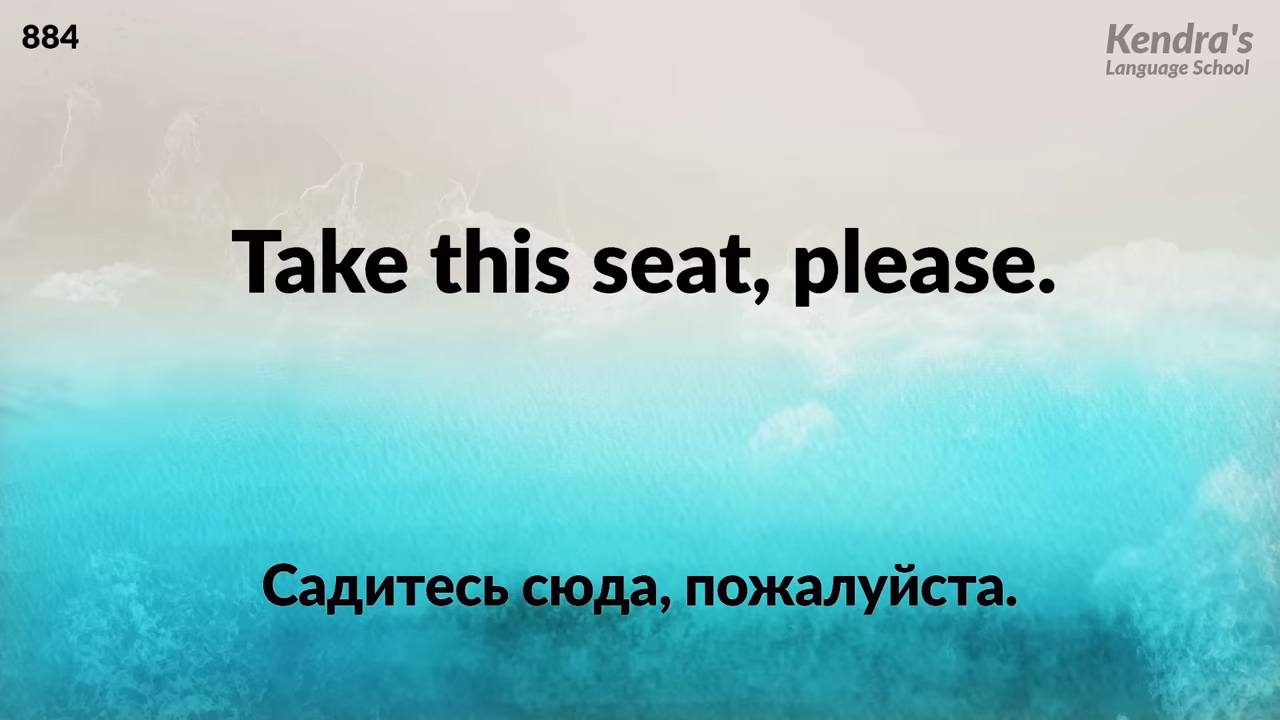 884
Kendra's
Language School
Take this seat, please.
Садитесь сюда, пожалуйста.